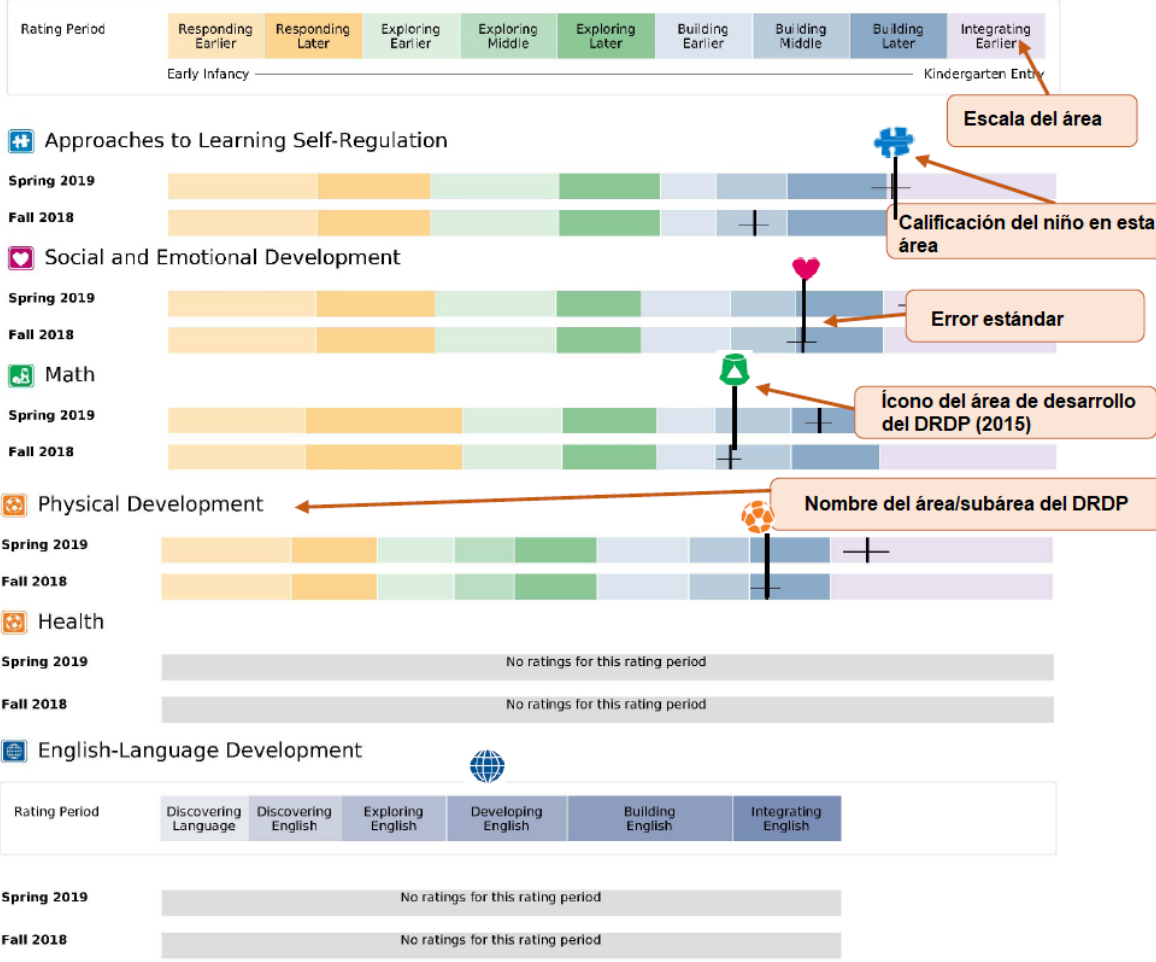 Rating Period
Responding Earlier
Responding Later
Exploring Earlier
Exploring Middle
Exploring Later
Building Earlier
Building Middle
Building Later
Integrating Earlier
Early Infancy
Kindergarten Entry
Escala del área
Approaches to Learning Self-Regulation
Spring 2019
Fall 2018
Calificación del niño en esta
área
Social and Emotional Development
Spring 2019
Error estándar
Fall 2018
Math
Ícono del área de desarrollo
del DRDP (2015)
Spring 2019
Fall 2018
Physical Development
Nombre del área/subárea del DRDP
Spring 2019
Fall 2018
Health
Spring 2019
No ratings for this rating period
Fall 2018
No ratings for this rating period
English-Language Development
Rating Period
Discovering Language
Discovering English
Exploring English
Developing English
Building English
Integrating English
Spring 2019
No ratings for this rating period
Fall 2018
No ratings for this rating period